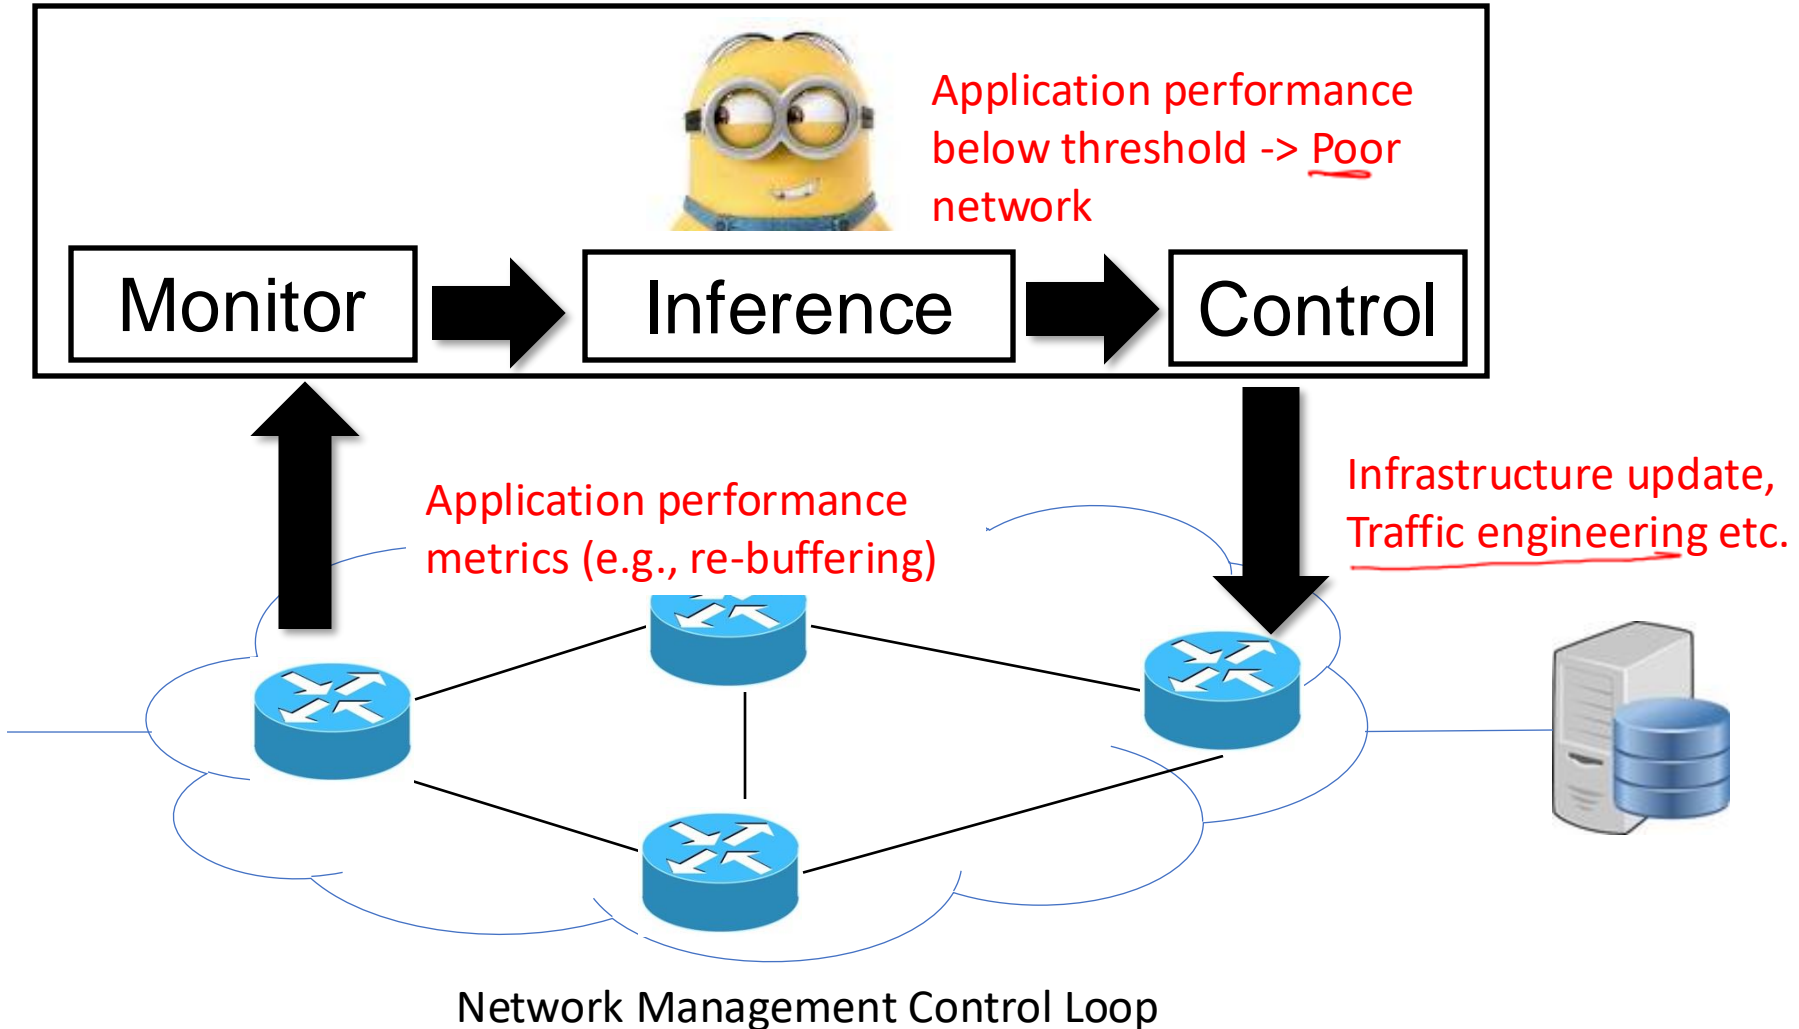 Application performance
below threshold -> Poor
network
Monitor
Inference
Control
Application performance
metrics (e.g., re-buffering)
Infrastructure update,
Traffic engineering etc.
Network Management Control Loop